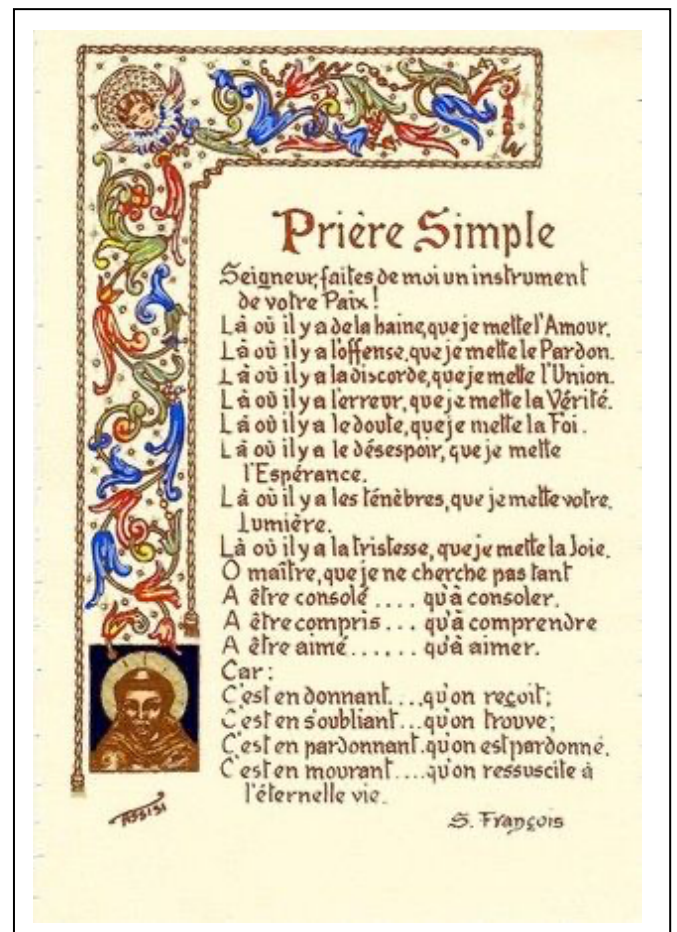 Prière Simple
Seigneur, faites de moi un instrument
de votre Paix !
Là où il y a de la haine, que je mette l'Amour.
Là où il y a l'offense, que je mette le Pardon.
Là où il y a la discorde, que je mette l'Union.
Là où il y a l'erreur, que je mette la Vérité.
Là où il y a le doute, que je mette la Foi.
Là où il y a le désespoir, que je mette
l'Espérance.
Là où il y a les ténèbres, que je mette votre
Lumière.
Là où il y a la tristesse, que je mette la Joie.
O maître, que je ne cherche pas tant
A être consolé .... qu'à consoler.
A être compris ... qu'à comprendre
A être aimé ...... qu'à aimer.
Car :
C'est en donnant....qu'on reçoit ;
C'est en s'oubliant...qu'on trouve ;
C'est en pardonnant.qu'on est pardonné.
C'est en mourant....qu'on ressuscite à
l'éternelle vie.
ASSISI
S. François